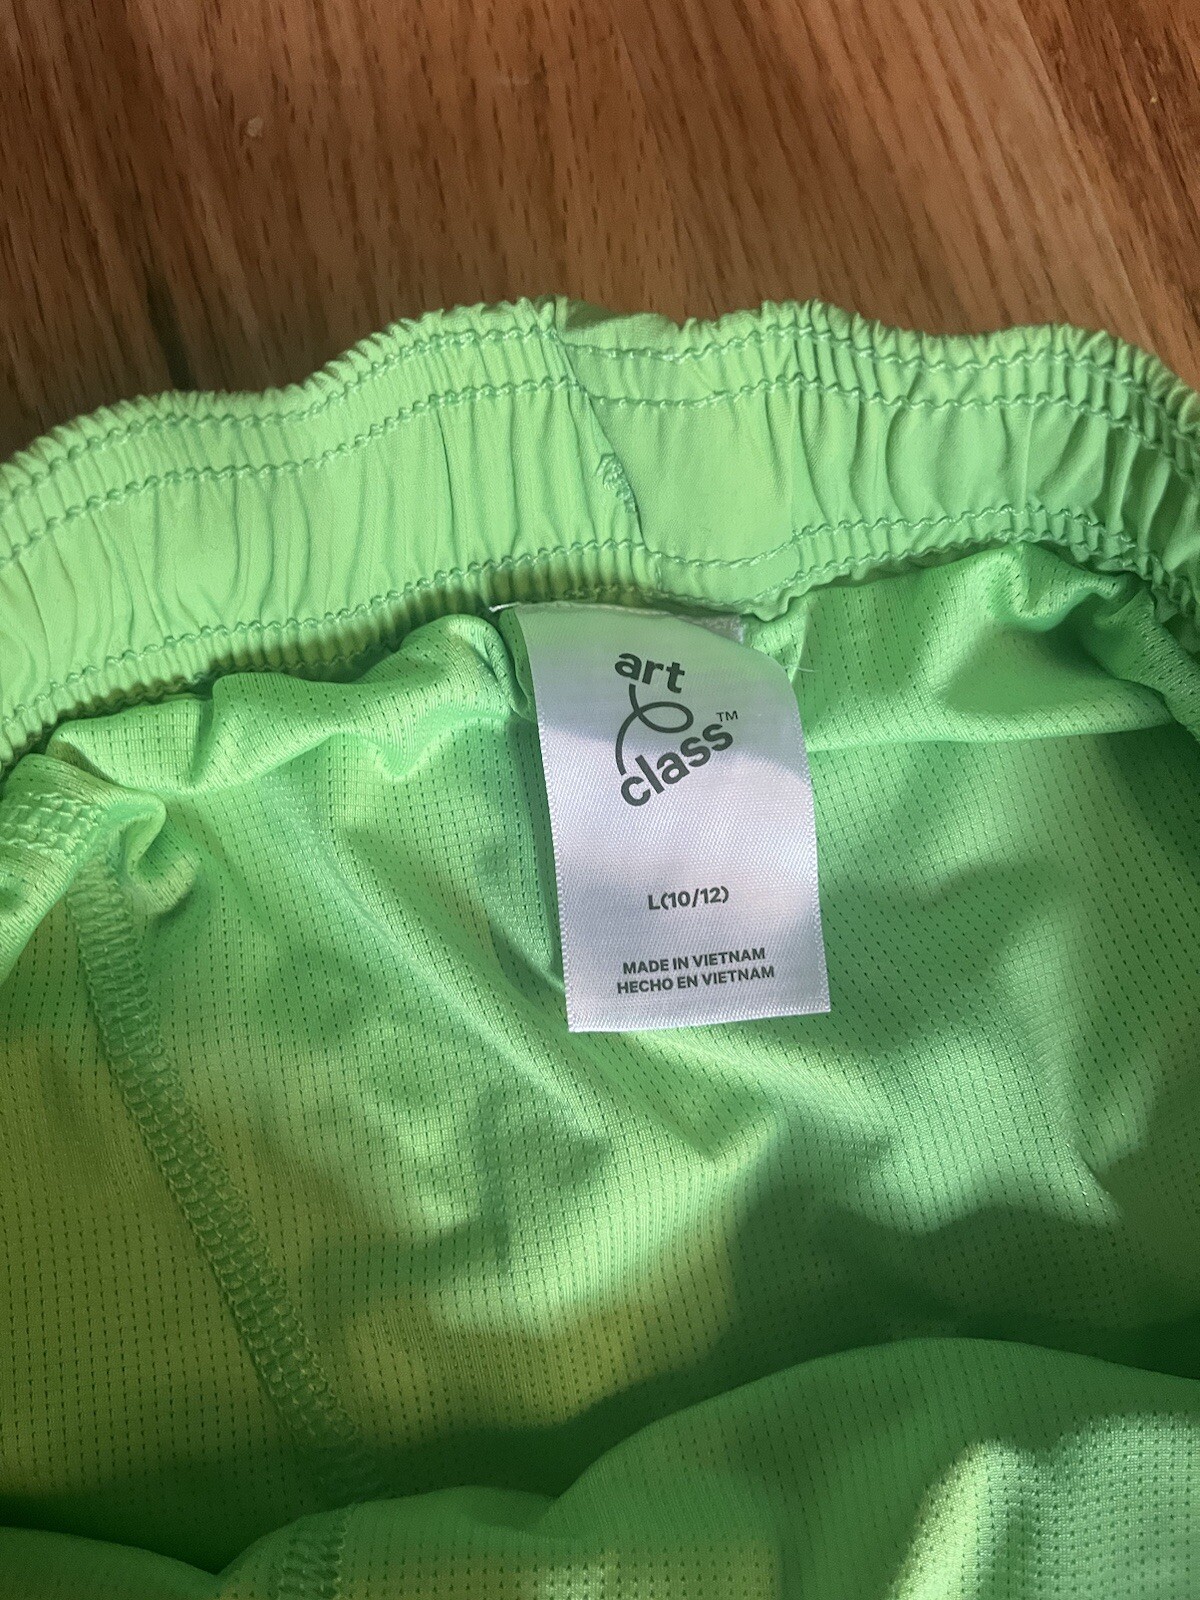 art
class™
L(10/12)
MADE IN VIETNAM
HECHO EN VIETNAM